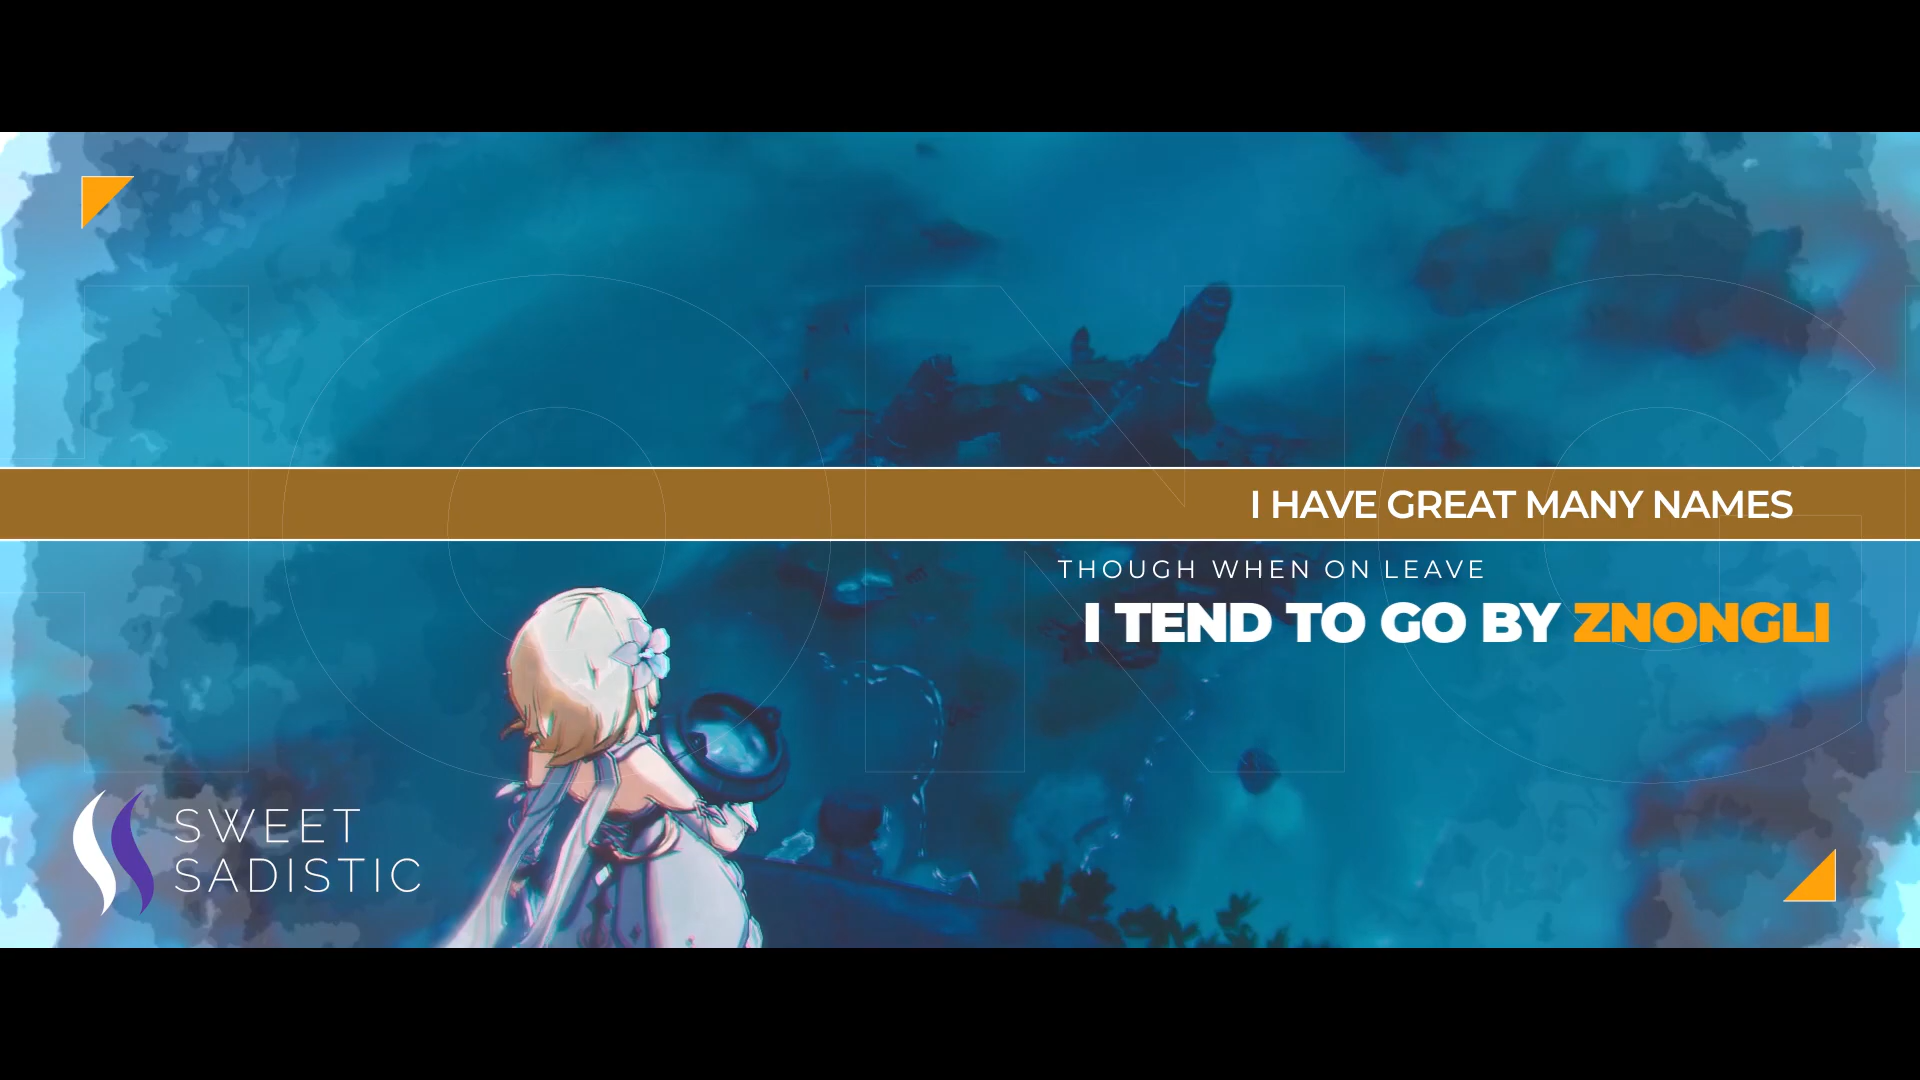 I HAVE GREAT MANY NAMES
THOUGH WHEN ON LEAVE
I TEND TO GO BY ZNONGLI
SWEET
SADISTIC